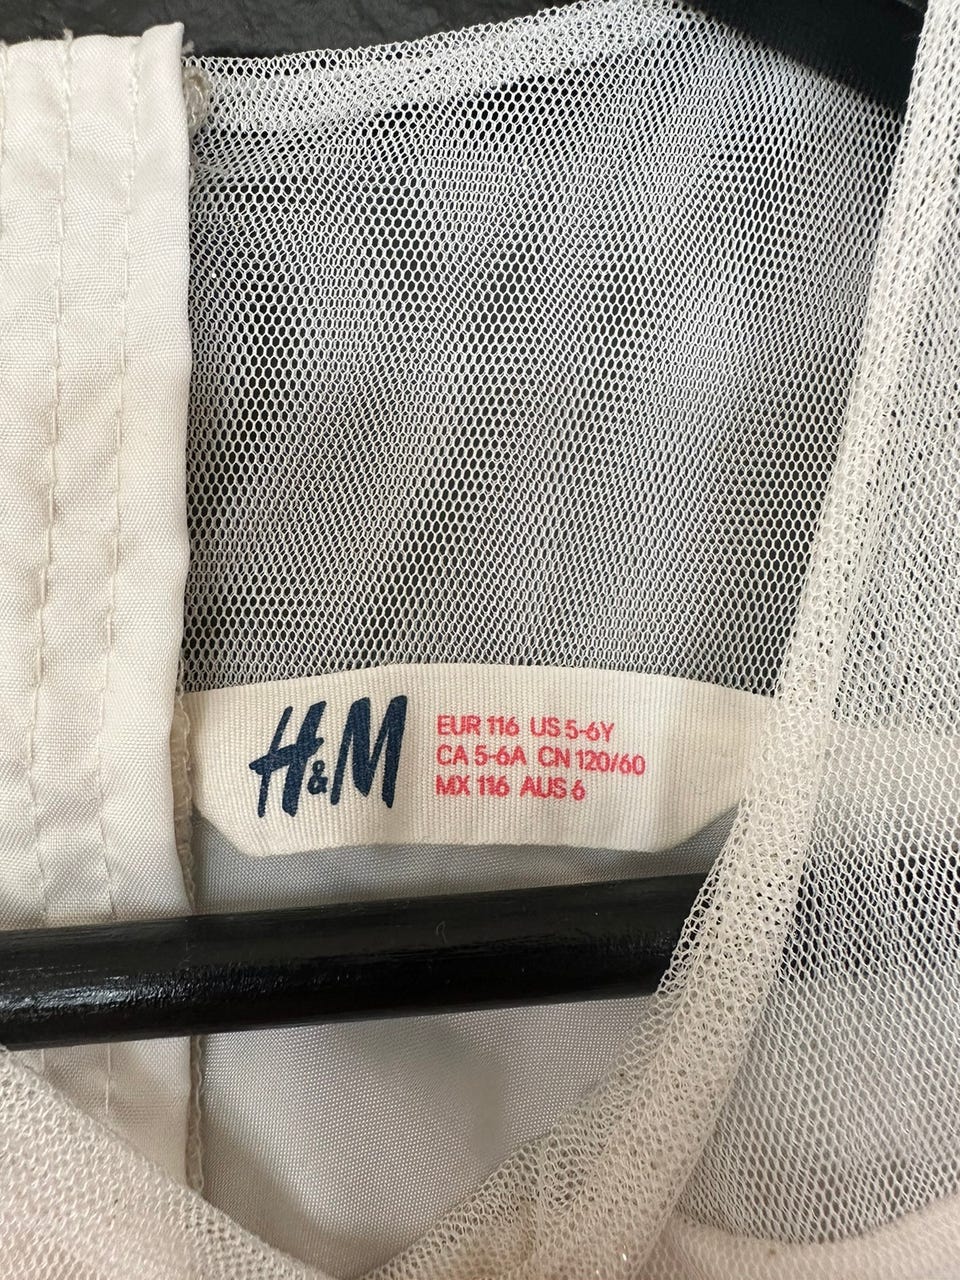 H&M
EUR 116 US 5-6Y
CA 5-6A CN 120/60
MX 116 AUS 6